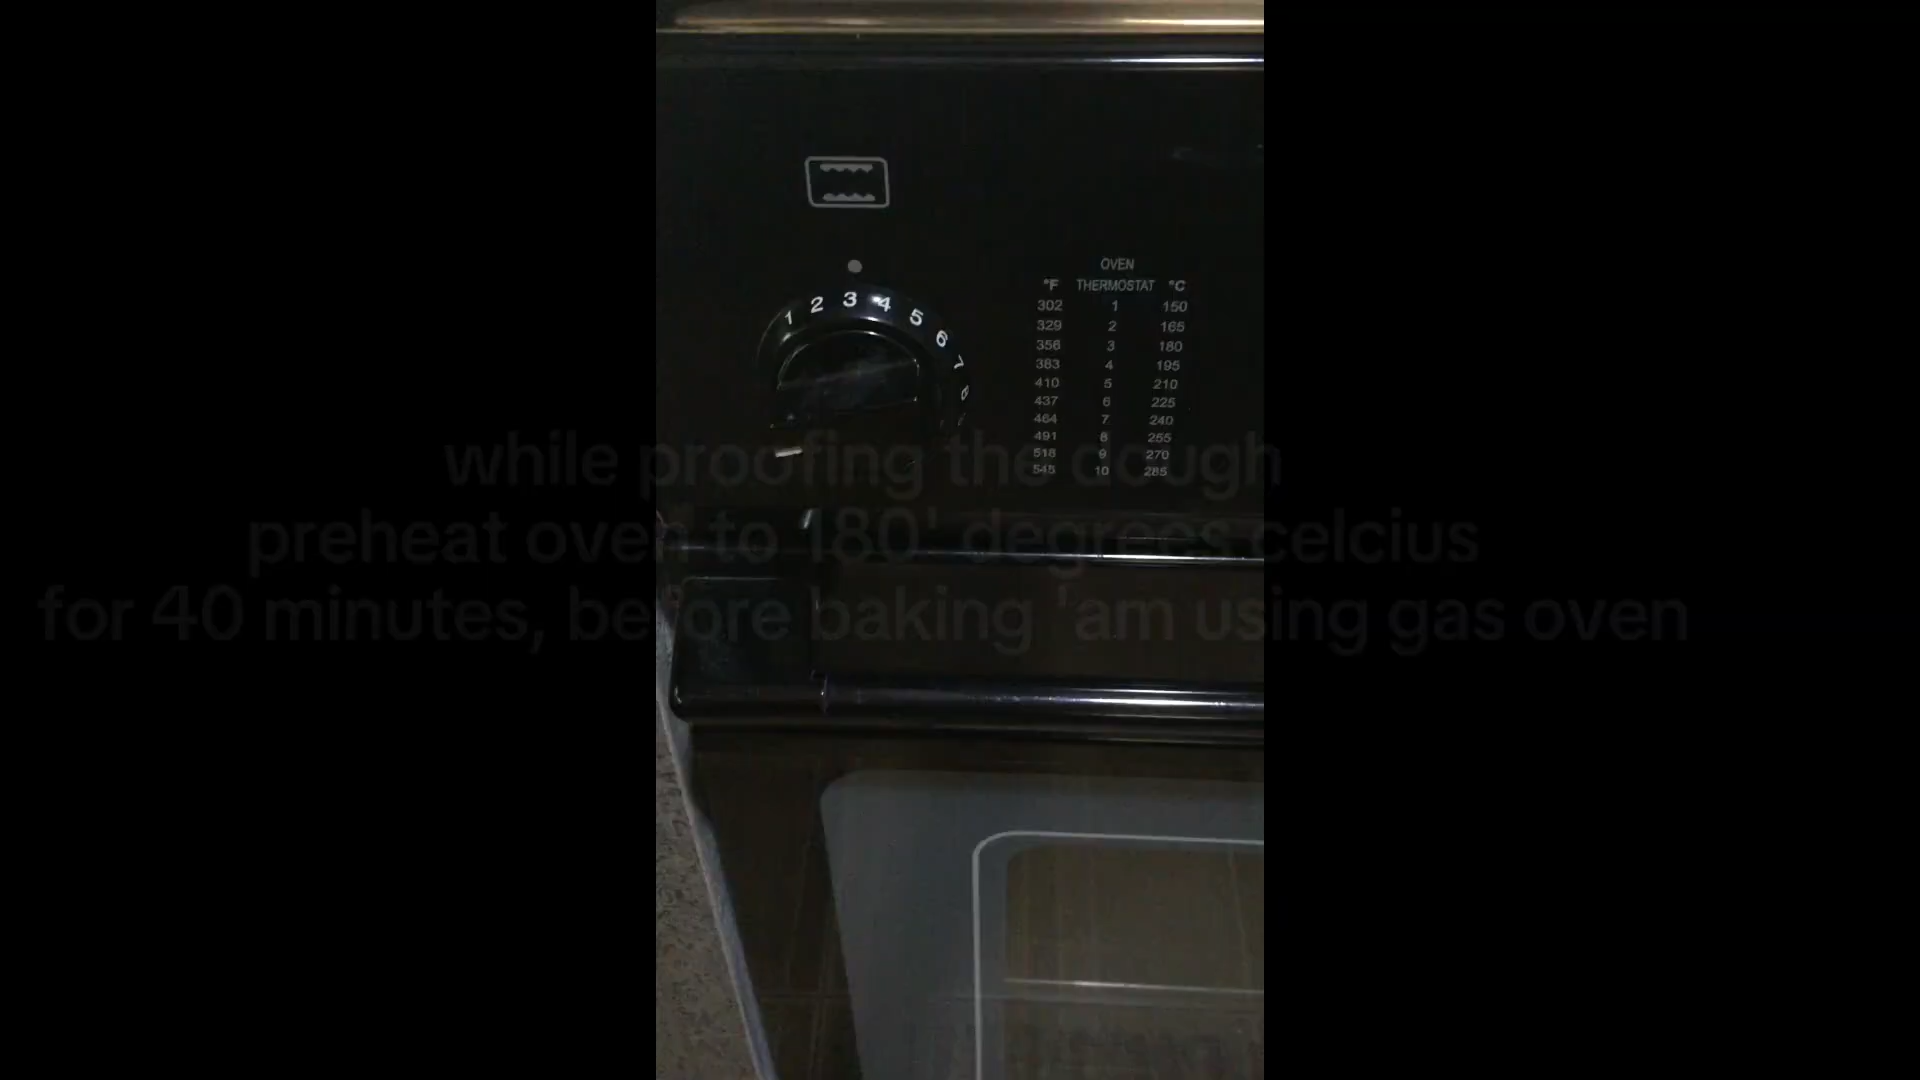 OVEN
°F THERMOSTAT °C
302 1 150
329 2 165
356 3 180
383 4 195
410 5 210
437 6 225
464 7 240
491 8 255
518 9 270
545 10 285
1 2 3 4 5 6 7 8
while proofing the dough
preheat oven to 180' degrees celcius
for 40 minutes, before baking 'am using gas oven